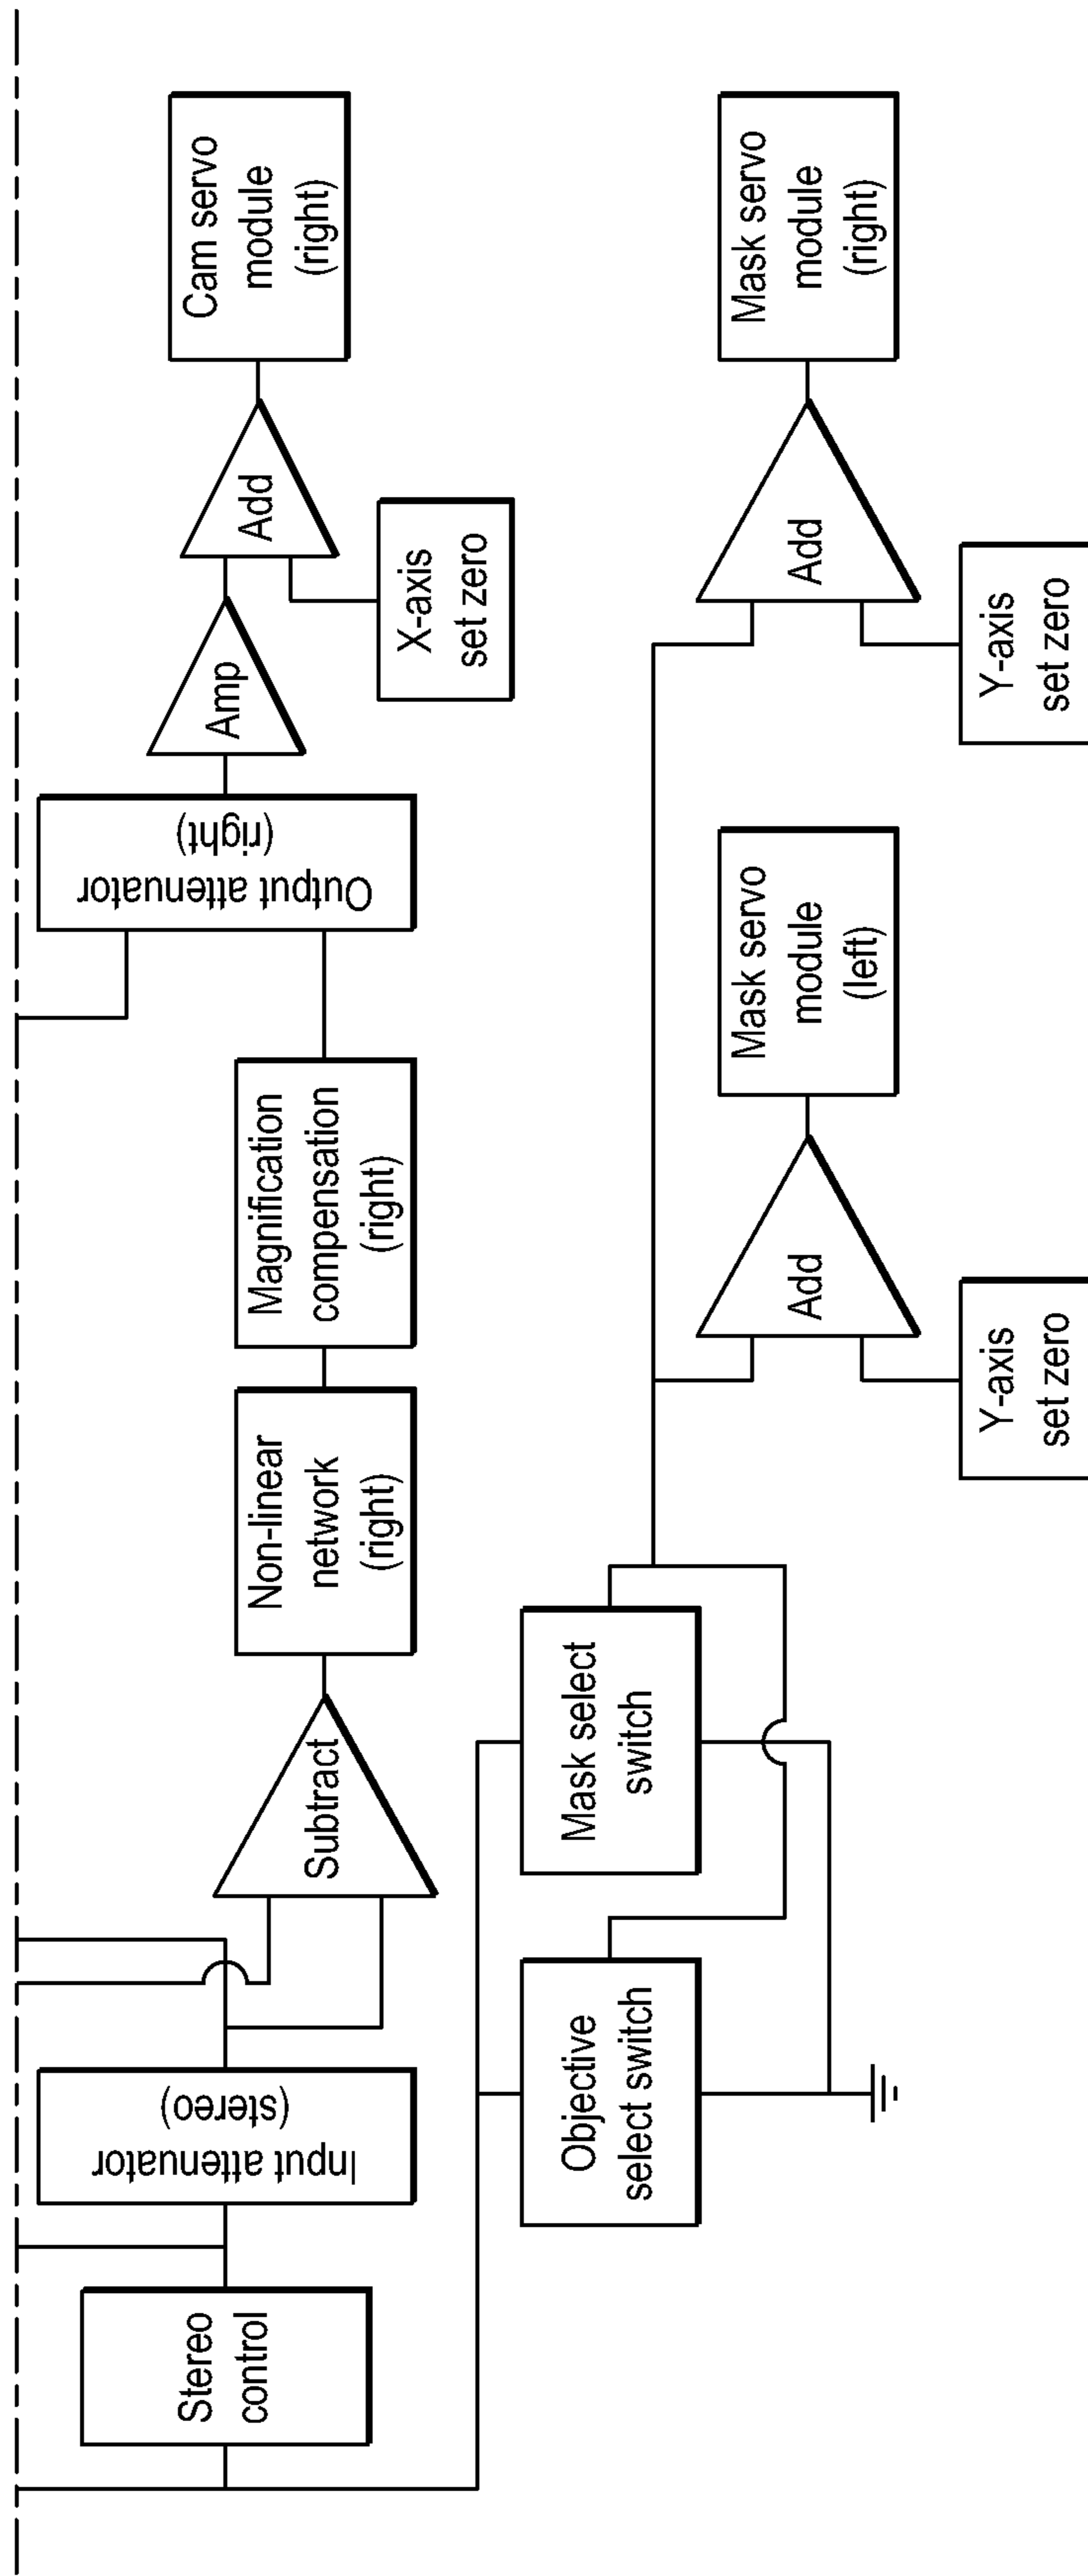 Stereo
control
Input attenuator
(stereo)
Subtract
Non-linear
network
(right)
Magnification
compensation
(right)
Output attenuator
(right)
Amp
X-axis
set zero
Add
Cam servo
module
(right)
Objective
select switch
Mask select
switch
Y-axis
set zero
Add
Mask servo
module
(left)
Y-axis
set zero
Add
Mask servo
module
(right)